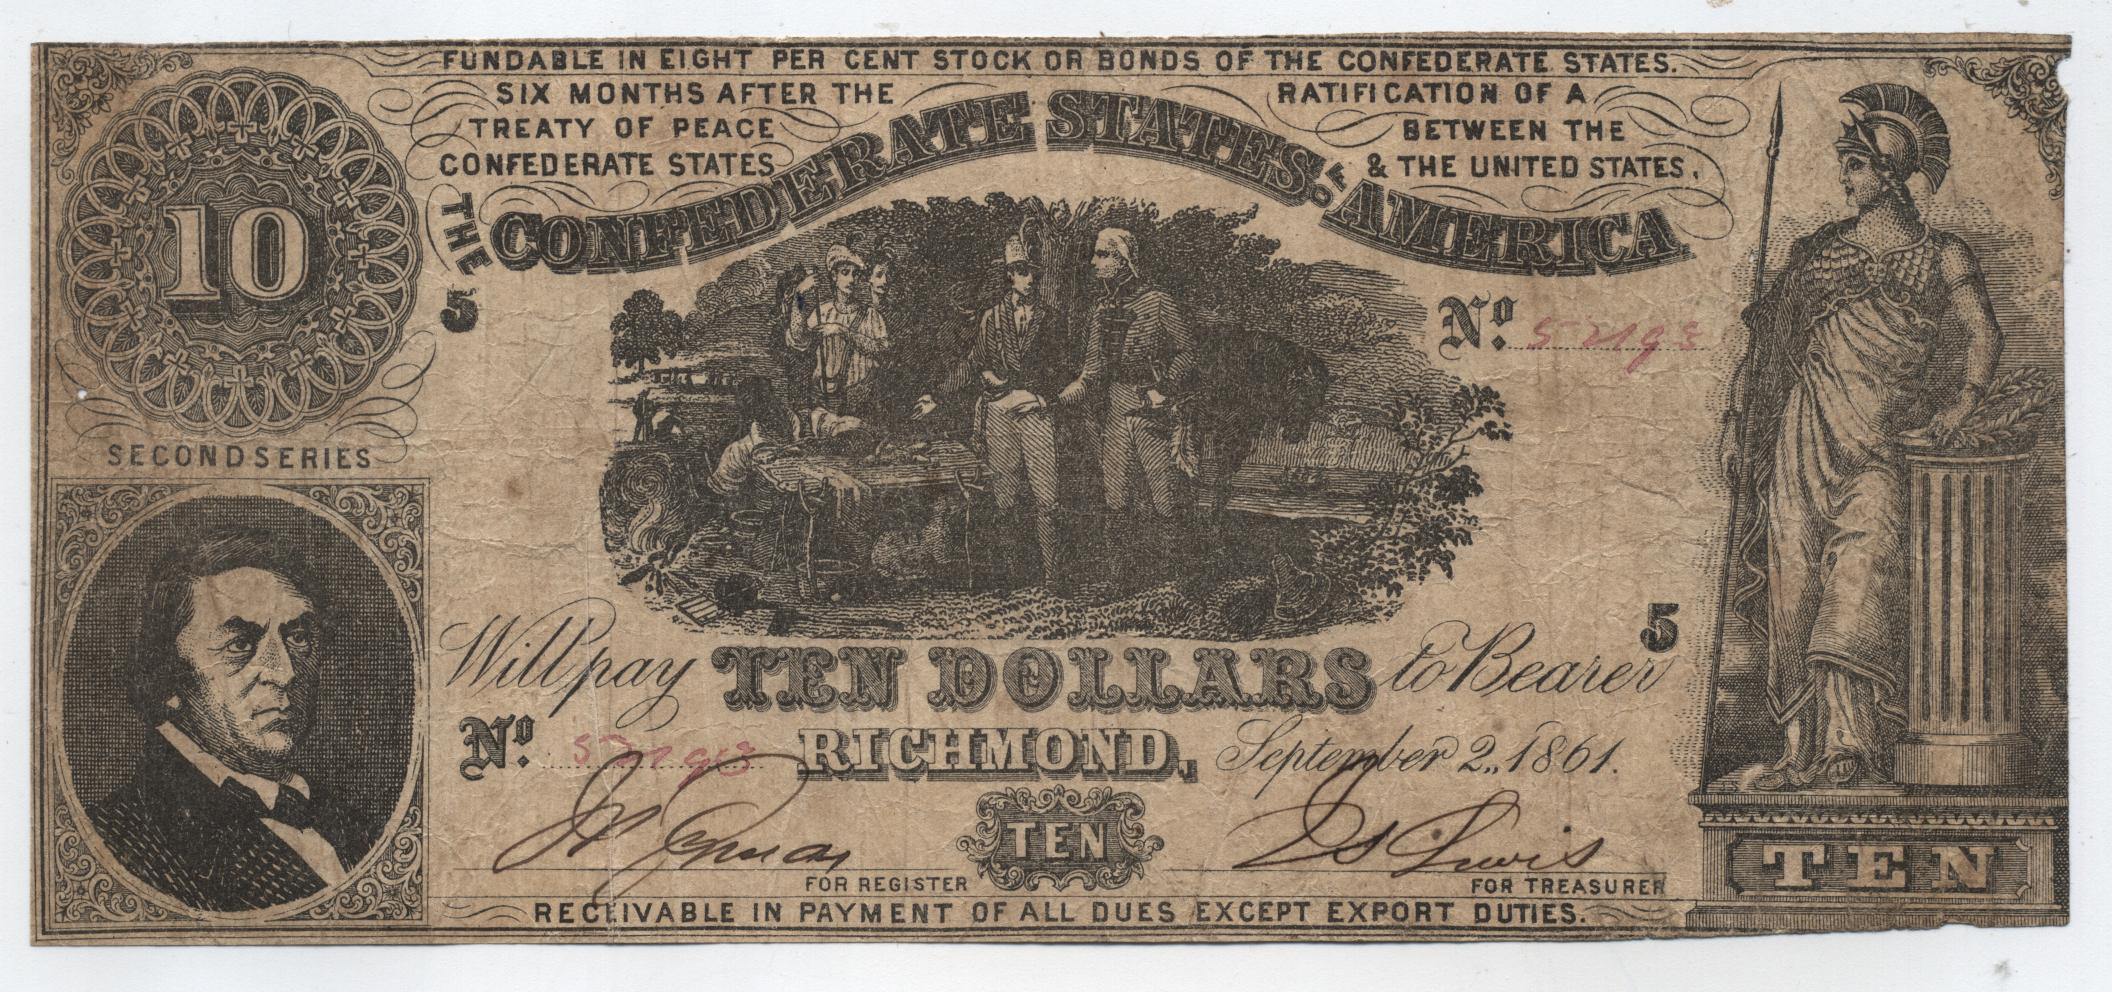 FUNDABLE IN EIGHT PER CENT STOCK OR BONDS OF THE CONFEDERATE STATES.
SIX MONTHS AFTER THE RATIFICATION OF A
TREATY OF PEACE BETWEEN THE
CONFEDERATE STATES & THE UNITED STATES,
THE CONFEDERATE STATES OF AMERICA
10
5
No.
SECOND SERIES
5
Will pay TEN DOLLARS to Bearer
No. RICHMOND, September 2, 1861.
TEN
FOR REGISTER FOR TREASURER
TEN
RECEIVABLE IN PAYMENT OF ALL DUES EXCEPT EXPORT DUTIES.